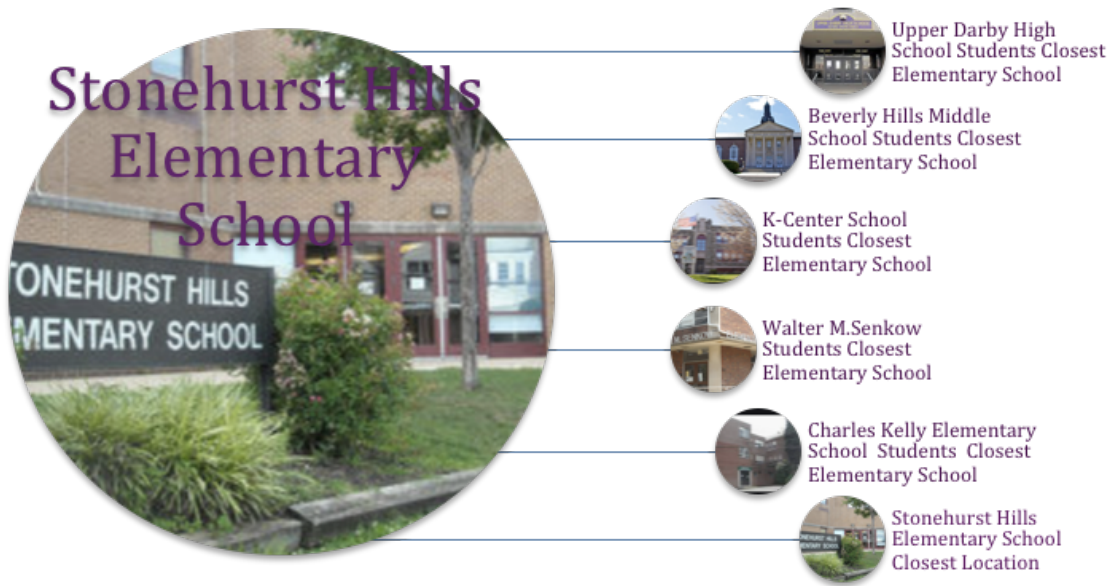 Stonehurst Hills
Elementary
School
TONEHURST HILLS
EMENTARY SCHOOL
Upper Darby High
School Students Closest
Elementary School
Beverly Hills Middle
School Students Closest
Elementary School
K-Center School
Students Closest
Elementary School
Walter M.Senkow
Students Closest
Elementary School
Charles Kelly Elementary
School Students Closest
Elementary School
Stonehurst Hills
Elementary School
Closest Location